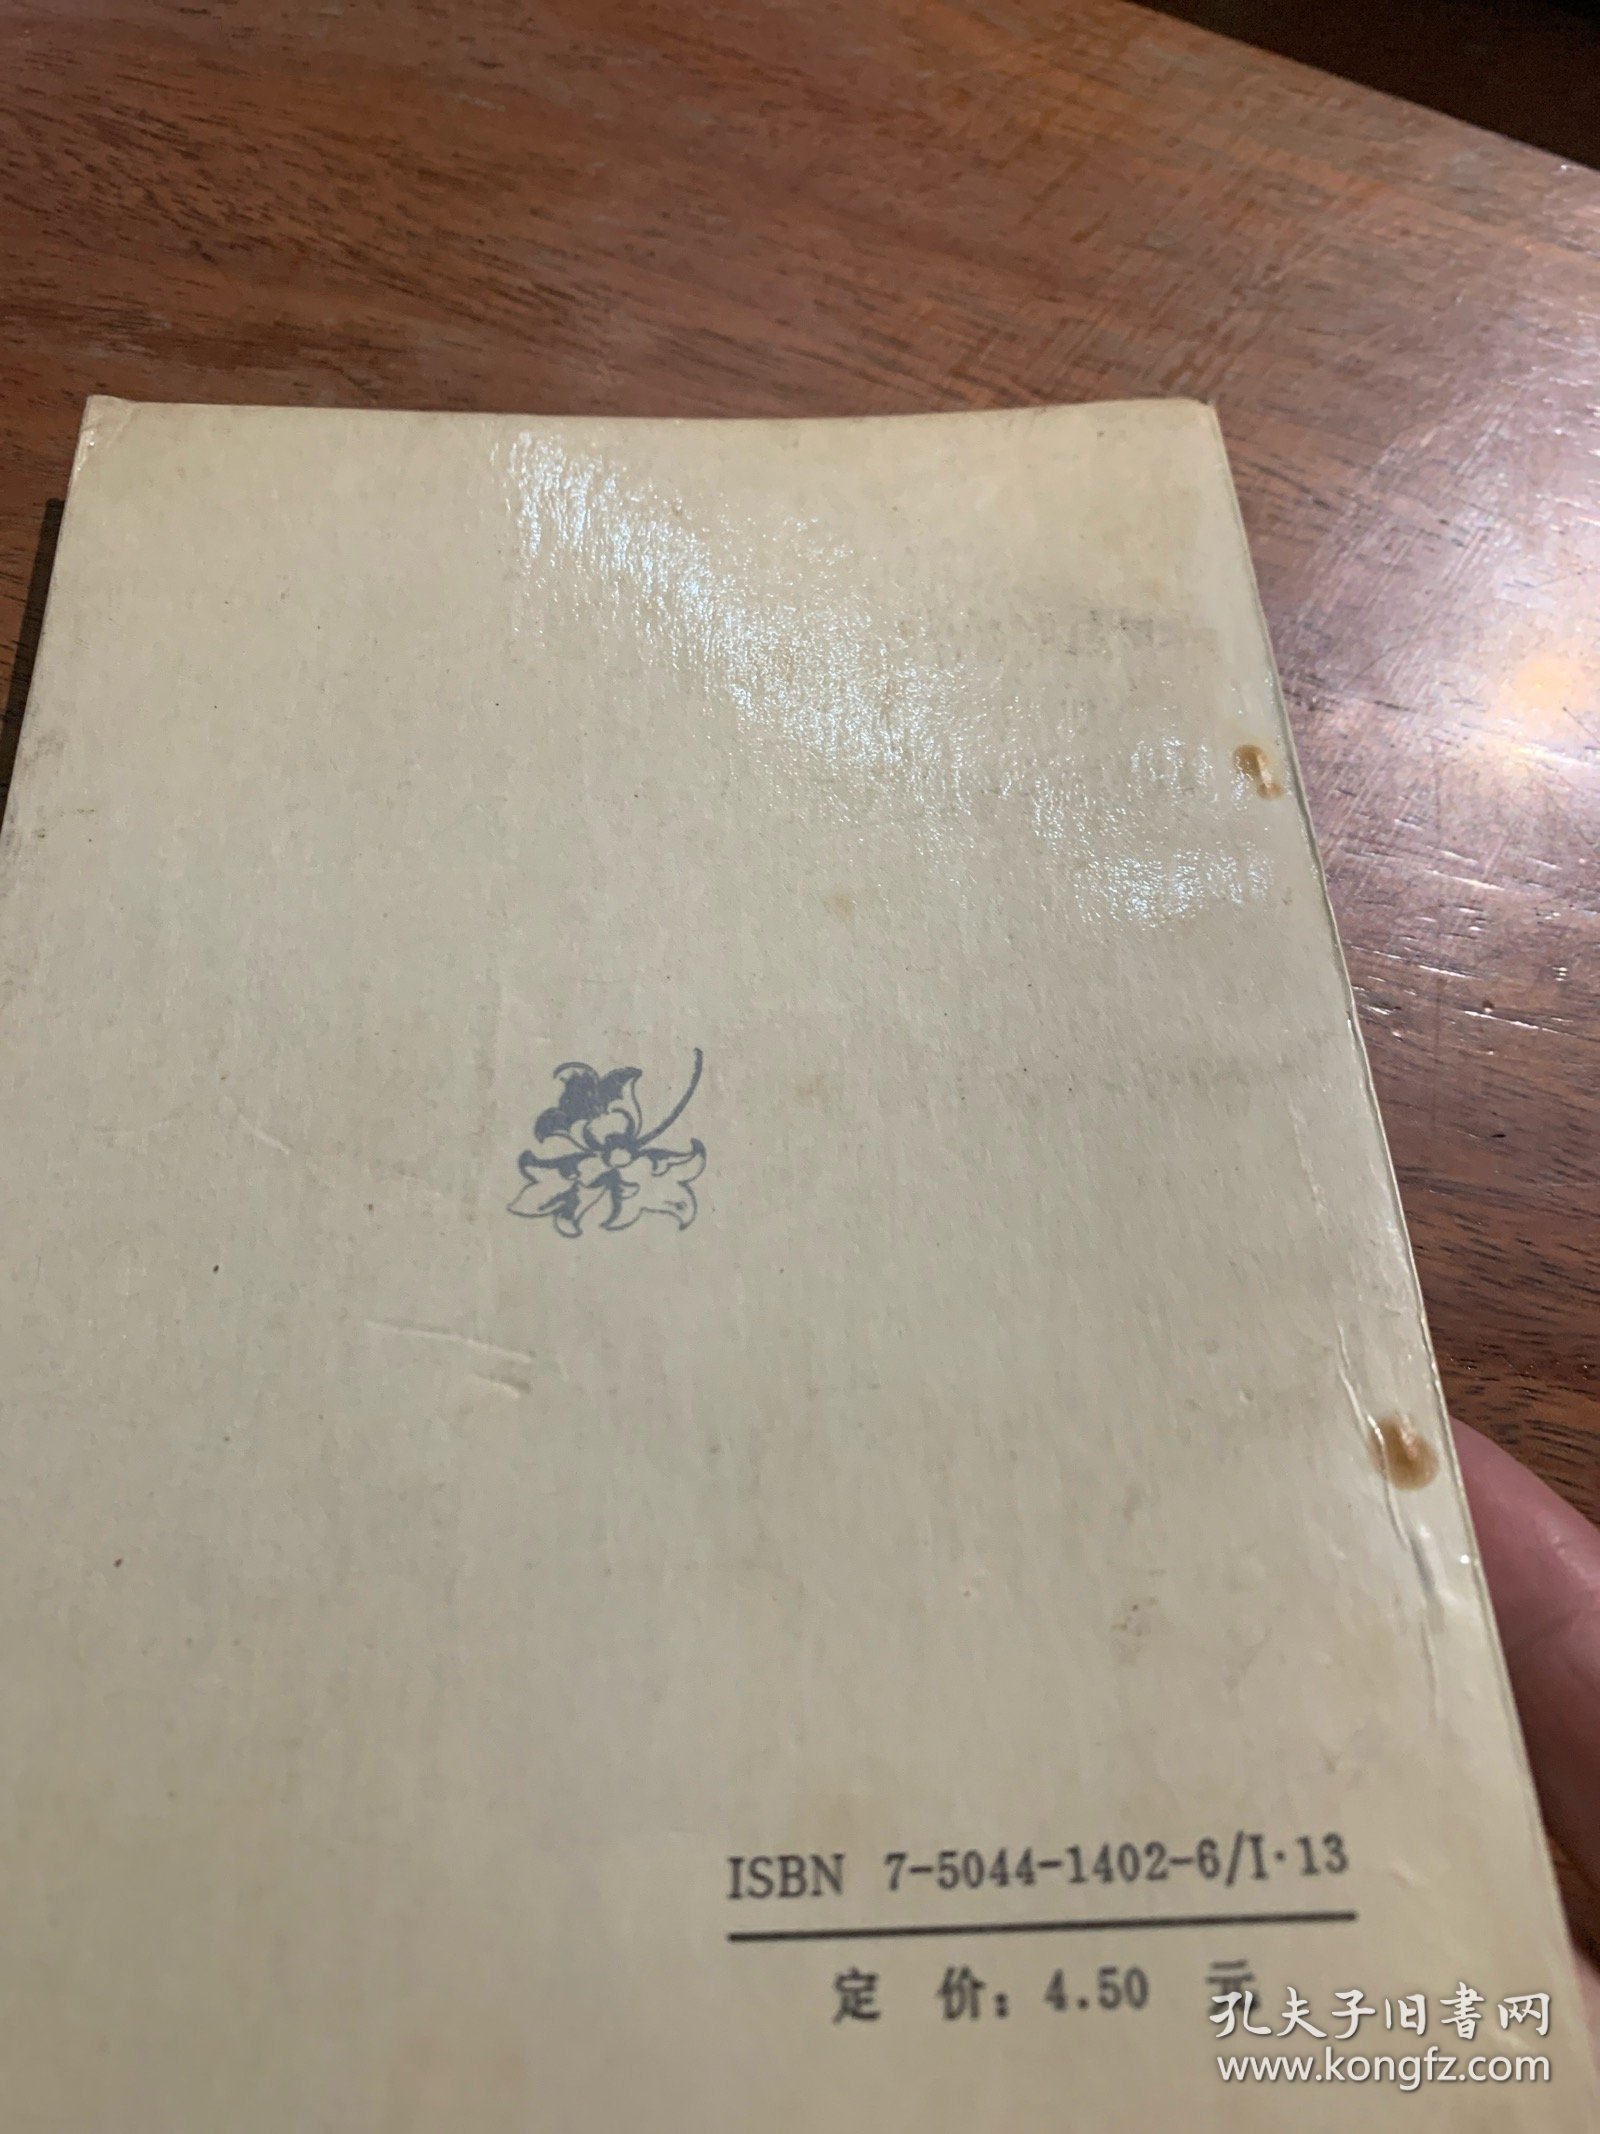 ISBN 7-5044-1402-6/I·13
定 价：4.50 元
孔夫子旧書网
www.kongfz.com